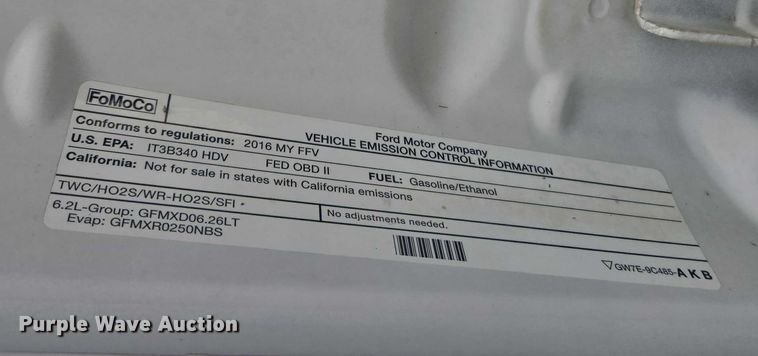 FoMoCo
Ford Motor Company
VEHICLE EMISSION CONTROL INFORMATION
Conforms to regulations: 2016 MY FFV
U.S. EPA: IT3B340 HDV FED OBD II FUEL: Gasoline/Ethanol
California: Not for sale in states with California emissions
TWC/HO2S/WR-HO2S/SFI
No adjustments needed.
6.2L-Group: GFMXD06.26LT
Evap: GFMXR0250NBS
GW7E-9C485-AKB
Purple Wave Auction